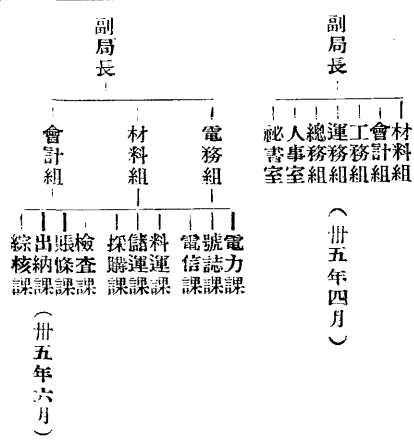 副局長
材料組
會計組
工務組
運務組
總務組
人事室
祕書室
（卅五年四月）
副局長
電務組
材料組
會計組
電力課
號誌課
電信課
料運課
儲運課
採購課
檢查課
賬條課
出納課
綜核課
（卅五年六月）